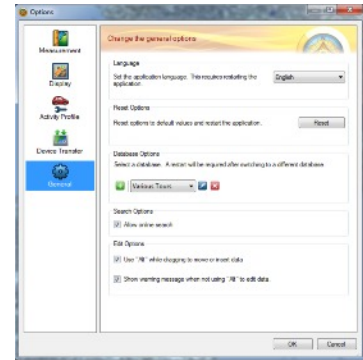 Options
Measurement
Display
Activity Profile
Device Transfer
General
Change the general options
Language
Set the application language. This requires restarting the
application.
English
Reset Options
Reset options to default values and restart the application.
Reset
Database Options
Select a database. A restart will be required after switching to a different database.
Various Tours
Search Options
Allow online search
Edit Options
Use "Alt" while dragging to move or insert data
Show warning message when not using "Alt" to edit data.
OK
Cancel